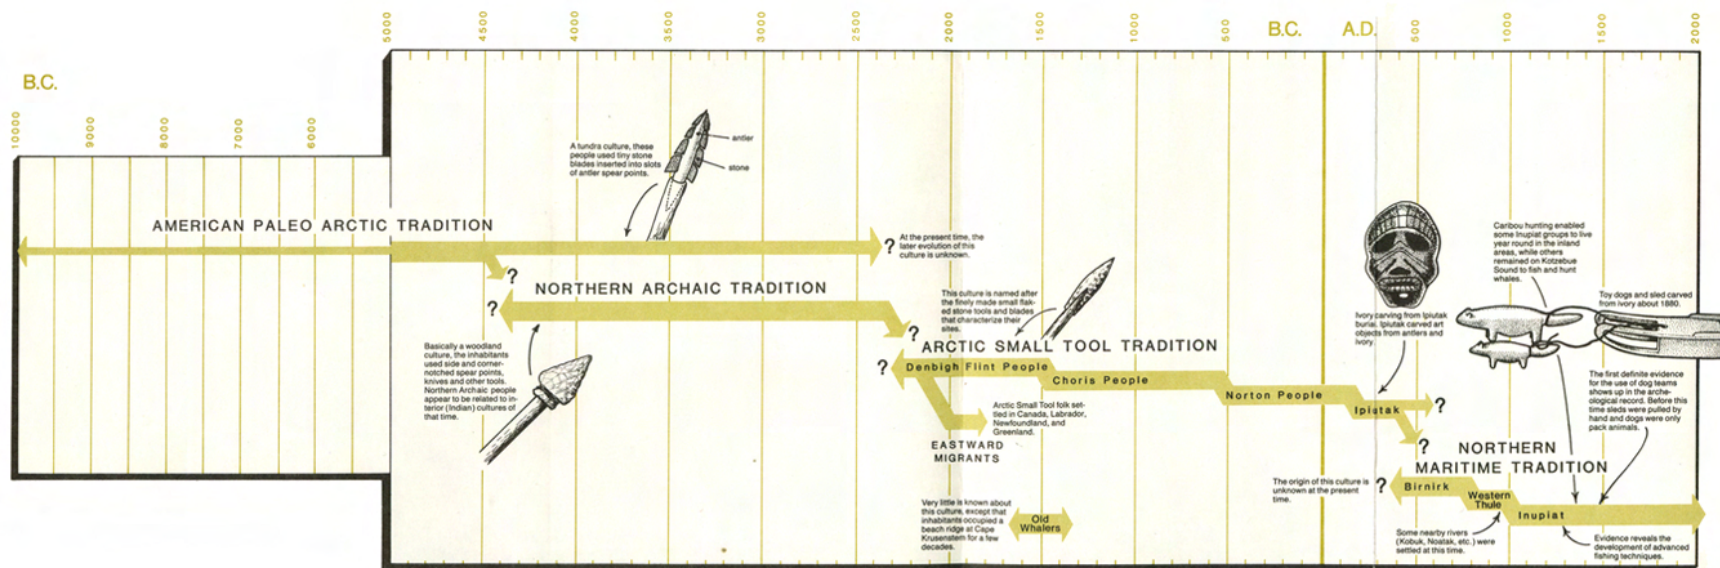 B.C.
10000
9000
8000
7000
6000
5000
4500
4000
3500
3000
2500
2000
1500
1000
500
B.C.
A.D.
500
1000
1500
2000
AMERICAN PALEO ARCTIC TRADITION
A tundra culture, these
people used tiny stone
blades inserted into slots
of antler spear points.
antler
stone
?
?
At the present time, the
later evolution of this
culture is unknown.
NORTHERN ARCHAIC TRADITION
?
?
Basically a woodland
culture, the inhabitants
used side and corner-
notched spear points,
knives and other tools.
Northern Archaic people
appear to be related to in-
terior (Indian) cultures of
that time.
This culture is named after
the finely made small flak-
ed stone tools and blades
that characterize their
sites.
ARCTIC SMALL TOOL TRADITION
?
Denbigh Flint People
Choris People
Norton People
Ipiutak
?
?
Arctic Small Tool folk set-
tled in Canada, Labrador,
Newfoundland, and
Greenland.
EASTWARD
MIGRANTS
Very little is known about
this culture, except that
inhabitants occupied a
beach ridge at Cape
Krusenstern for a few
decades.
Old
Whalers
Ivory carving from Ipiutak
burial. Ipiutak carved art
objects from antlers and
ivory.
Caribou hunting enabled
some Inupiat groups to live
year round in the inland
areas, while others
remained on Kotzebue
Sound to fish and hunt
whales.
Toy dogs and sled carved
from ivory about 1880.
The first definite evidence
for the use of dog teams
shows up in the arche-
ological record. Before this
time sleds were pulled by
hand and dogs were only
pack animals.
NORTHERN
MARITIME TRADITION
The origin of this culture is
unknown at the present
time.
?
Birnirk
Western
Thule
Inupiat
Some nearby rivers
(Kobuk, Noatak, etc.) were
settled at this time.
Evidence reveals the
development of advanced
fishing techniques.